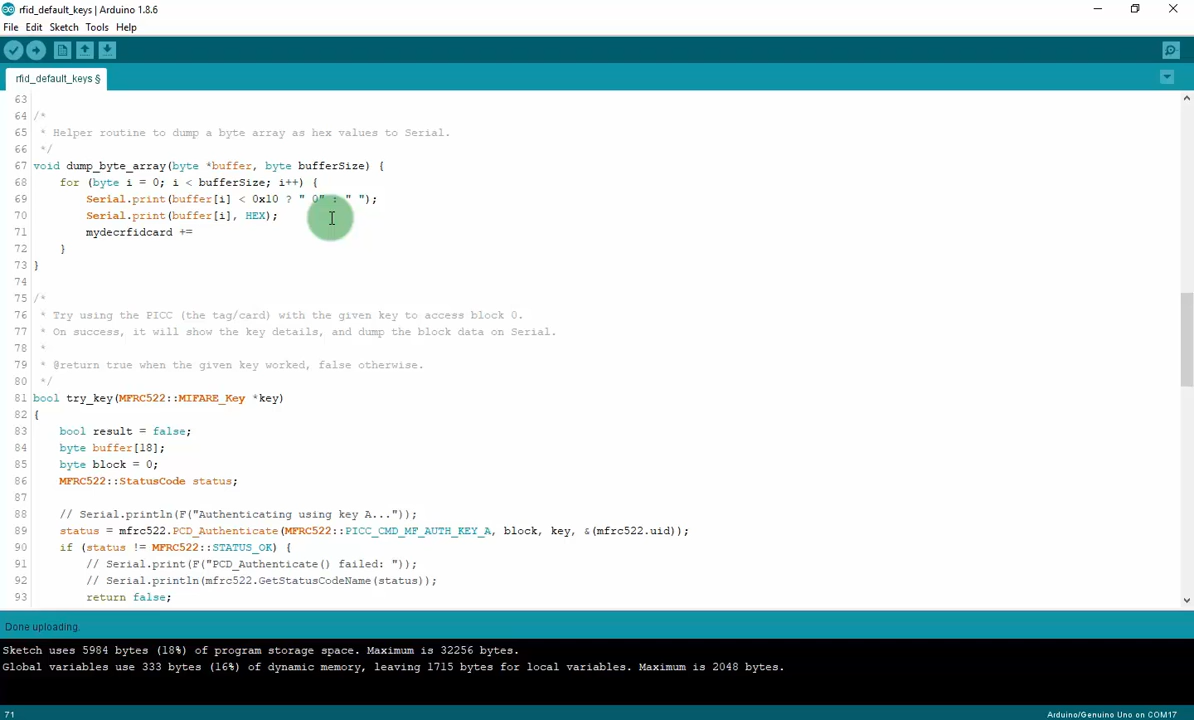 rfid_default_keys | Arduino 1.8.6
File Edit Sketch Tools Help
rfid_default_keys §
63
64 /*
65  * Helper routine to dump a byte array as hex values to Serial.
66  */
67 void dump_byte_array(byte *buffer, byte bufferSize) {
68     for (byte i = 0; i < bufferSize; i++) {
69         Serial.print(buffer[i] < 0x10 ? " 0" : " ");
70         Serial.print(buffer[i], HEX);
71         mydecrfidcard +=
72     }
73 }
74
75 /*
76  * Try using the PICC (the tag/card) with the given key to access block 0.
77  * On success, it will show the key details, and dump the block data on Serial.
78  *
79  * @return true when the given key worked, false otherwise.
80  */
81 bool try_key(MFRC522::MIFARE_Key *key)
82 {
83     bool result = false;
84     byte buffer[18];
85     byte block = 0;
86     MFRC522::StatusCode status;
87
88     // Serial.println(F("Authenticating using key A..."));
89     status = mfrc522.PCD_Authenticate(MFRC522::PICC_CMD_MF_AUTH_KEY_A, block, key, &(mfrc522.uid));
90     if (status != MFRC522::STATUS_OK) {
91         // Serial.print(F("PCD_Authenticate() failed: "));
92         // Serial.println(mfrc522.GetStatusCodeName(status));
93         return false;
Done uploading.
Sketch uses 5984 bytes (18%) of program storage space. Maximum is 32256 bytes.
Global variables use 333 bytes (16%) of dynamic memory, leaving 1715 bytes for local variables. Maximum is 2048 bytes.
71 Arduino/Genuino Uno on COM17